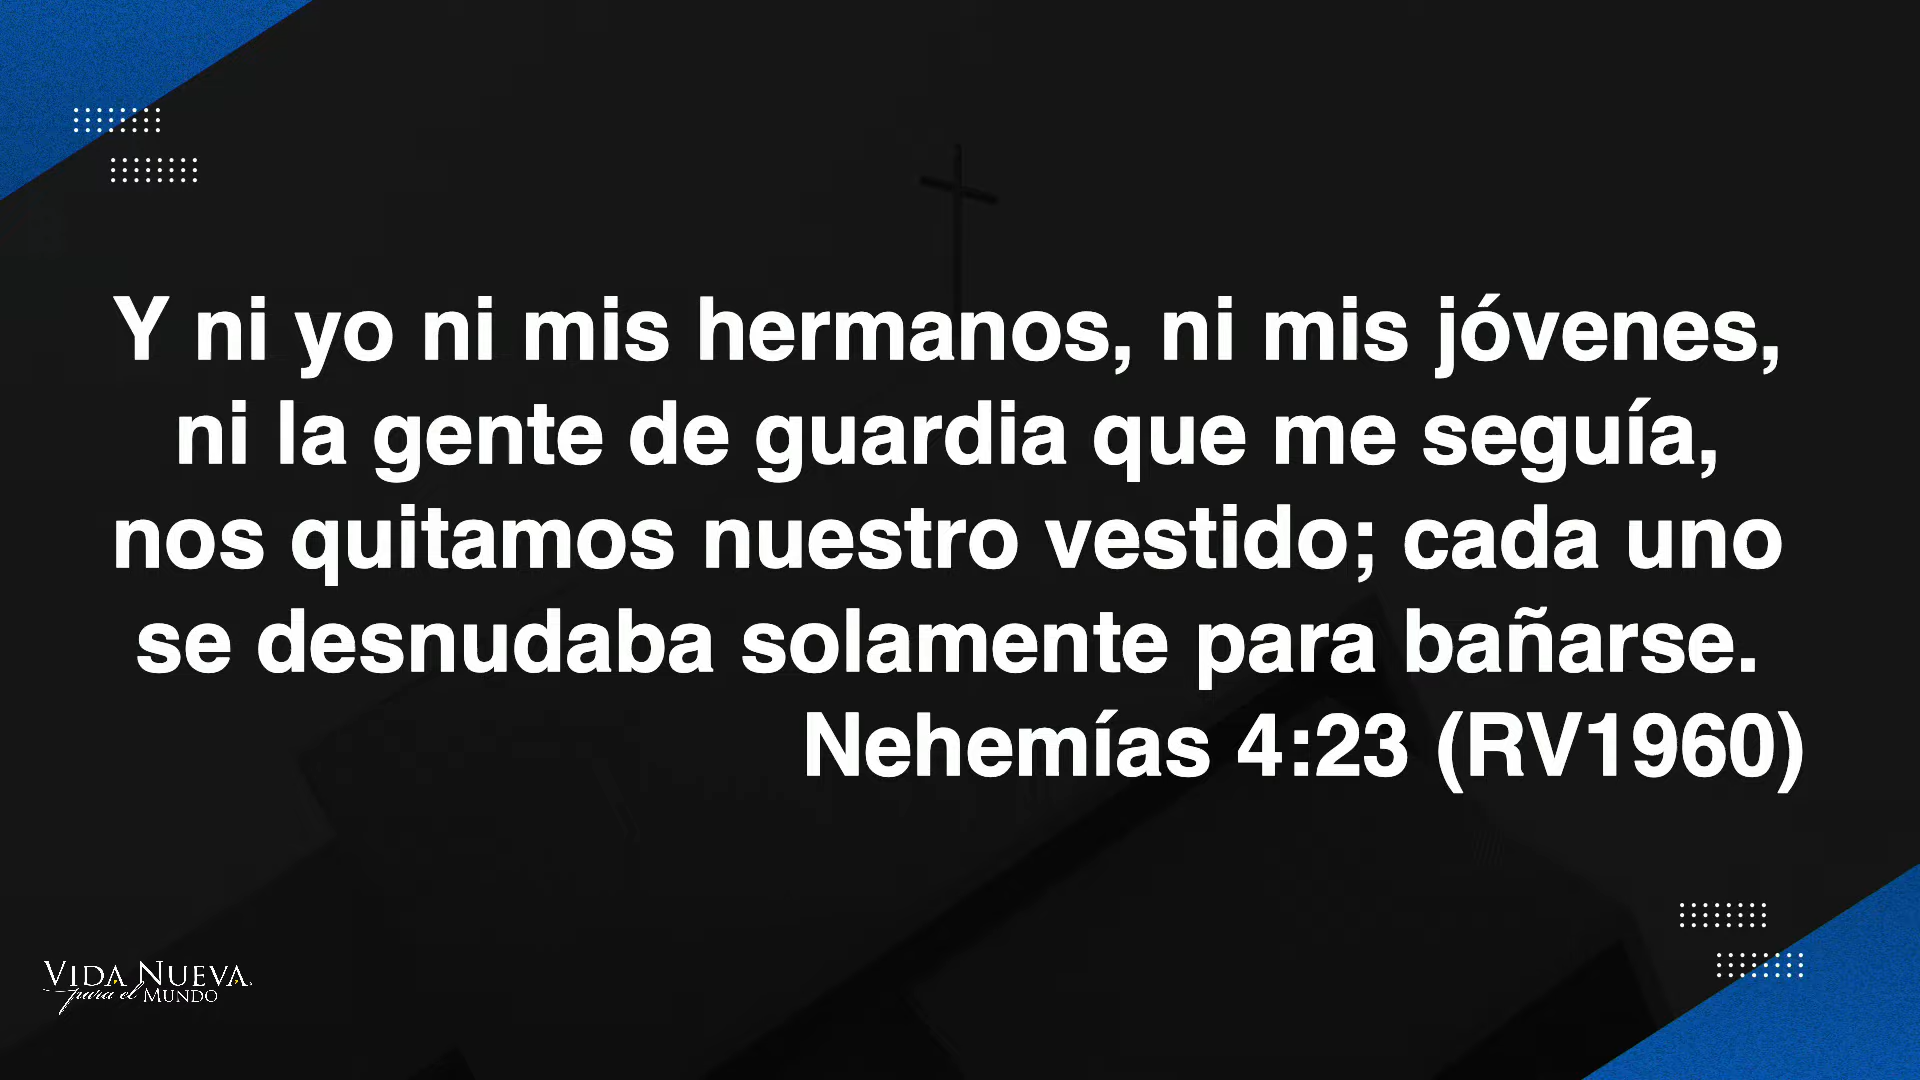 Y ni yo ni mis hermanos, ni mis jóvenes,
ni la gente de guardia que me seguía,
nos quitamos nuestro vestido; cada uno
se desnudaba solamente para bañarse.
Nehemías 4:23 (RV1960)
VIDA NUEVA
para el MUNDO